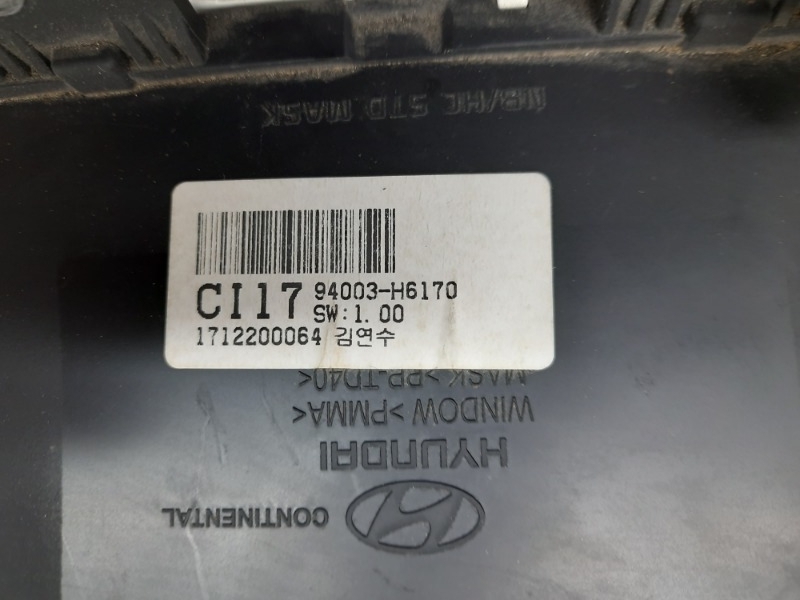 HB/HC STD MASK
CI17 94003-H6170
SW:1.00
1712200064 김연수
MASK >PP-TD40<
WINDOW >PMMA<
HYUNDAI
CONTINENTAL